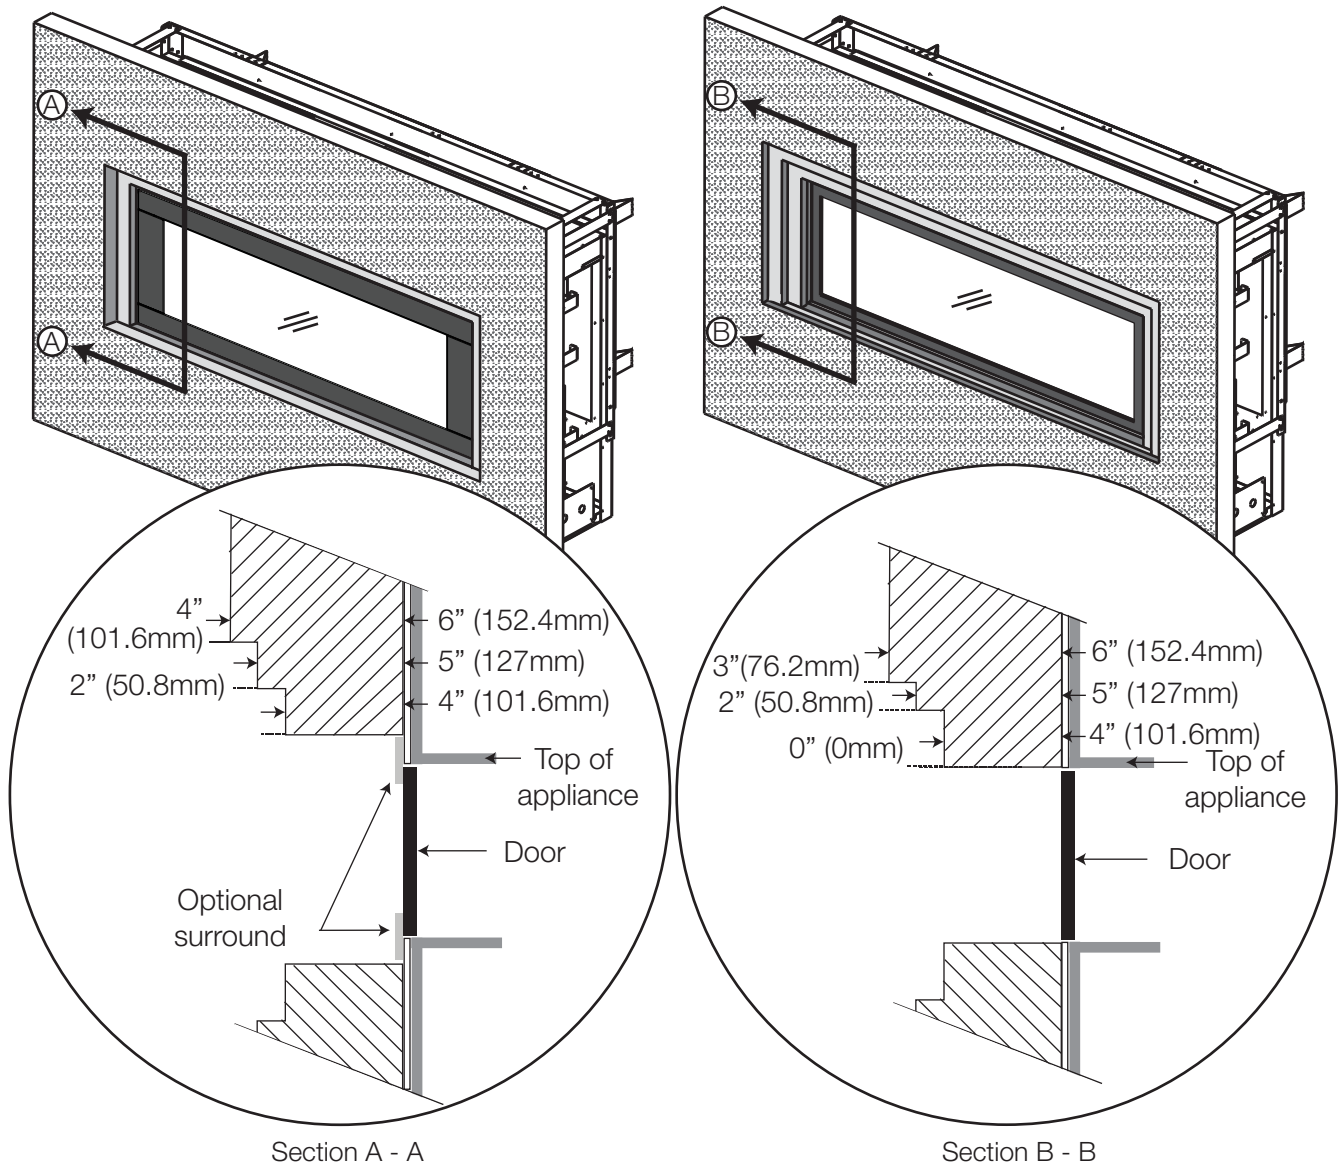 A
A
B
B
4”
(101.6mm)
2” (50.8mm)
6” (152.4mm)
5” (127mm)
4” (101.6mm)
Top of
appliance
Door
Optional
surround
Section A - A
3”(76.2mm)
2” (50.8mm)
0” (0mm)
6” (152.4mm)
5” (127mm)
4” (101.6mm)
Top of
appliance
Door
Section B - B